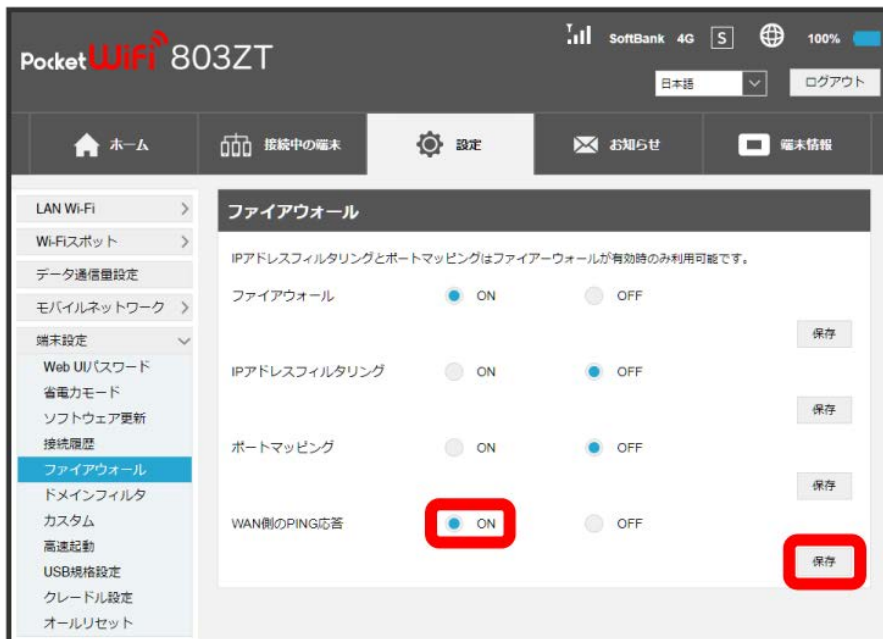 Pocket WiFi 803ZT
SoftBank 4G S 100%
日本語
ログアウト
ホーム
接続中の端末
設定
お知らせ
端末情報
LAN Wi-Fi
Wi-Fiスポット
データ通信量設定
モバイルネットワーク
端末設定
Web UIパスワード
省電力モード
ソフトウェア更新
接続履歴
ファイアウォール
ドメインフィルタ
カスタム
高速起動
USB規格設定
クレードル設定
オールリセット
ファイアウォール
IPアドレスフィルタリングとポートマッピングはファイアーウォールが有効時のみ利用可能です。
ファイアウォール ON OFF
保存
IPアドレスフィルタリング ON OFF
保存
ポートマッピング ON OFF
保存
WAN側のPING応答 ON OFF
保存